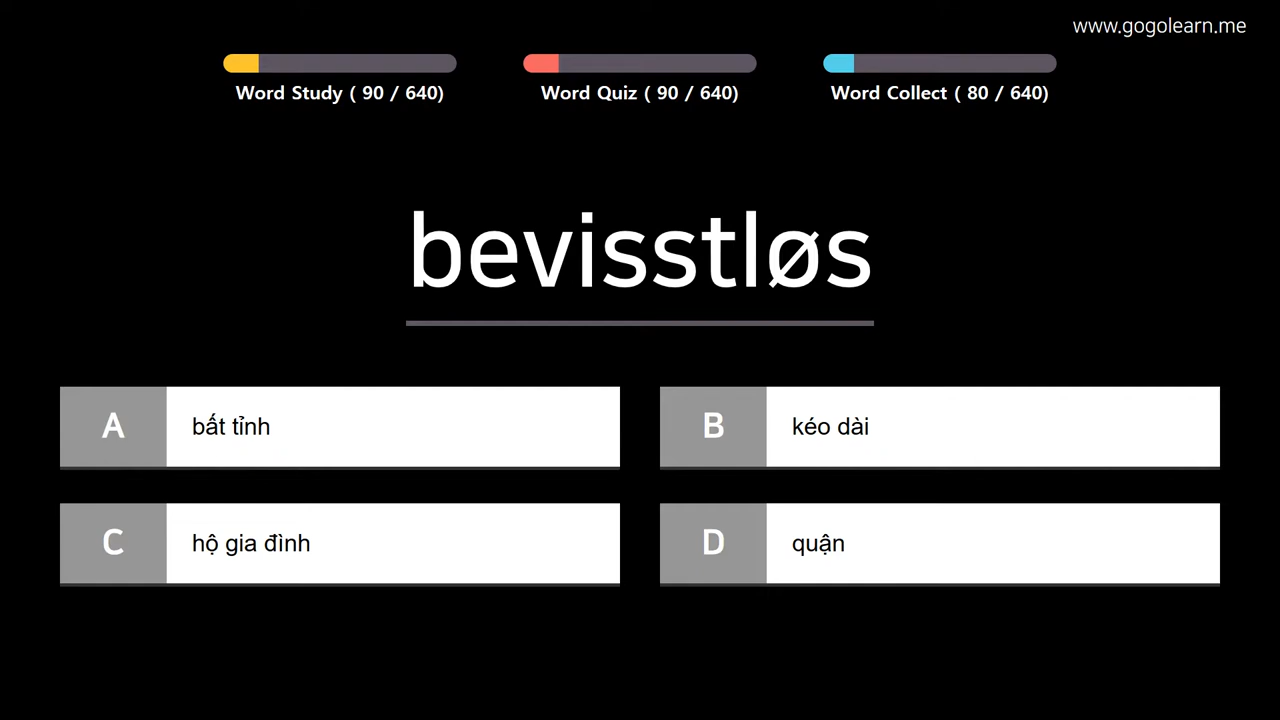 www.gogolearn.me
Word Study ( 90 / 640)
Word Quiz ( 90 / 640)
Word Collect ( 80 / 640)
bevisstløs
A bất tỉnh
B kéo dài
C hộ gia đình
D quận